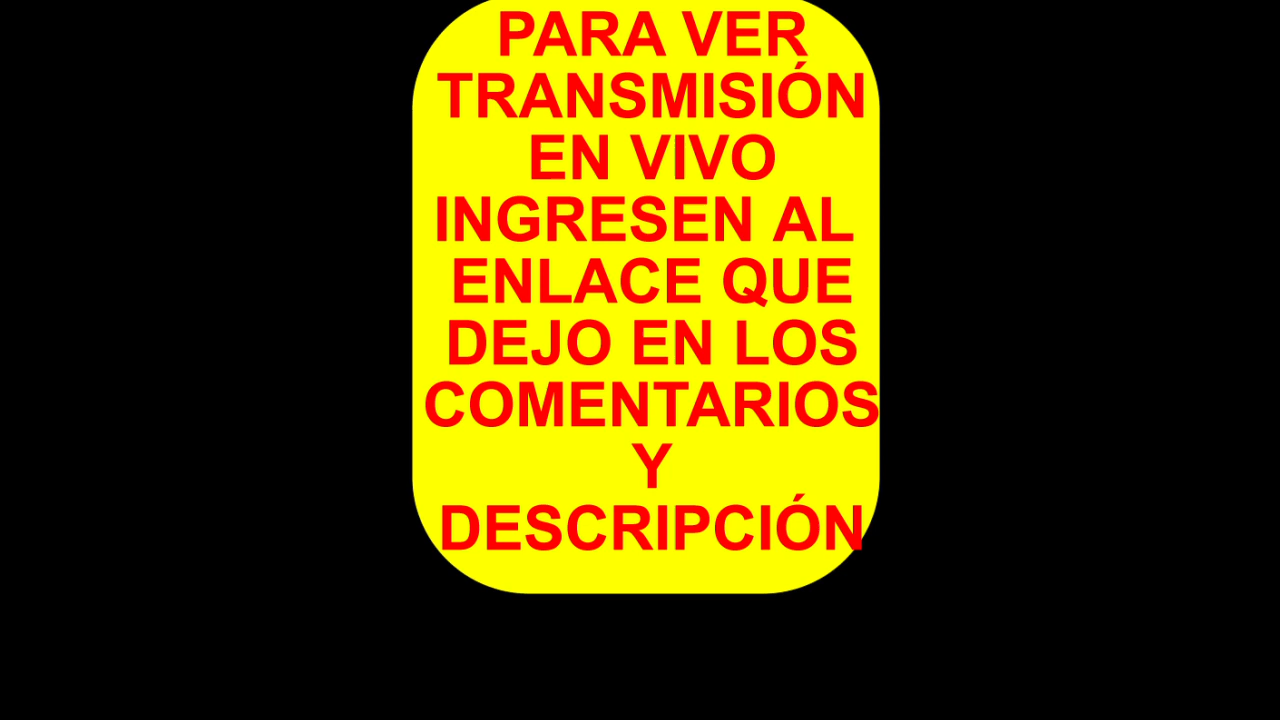 PARA VER
TRANSMISIÓN
EN VIVO
INGRESEN AL
ENLACE QUE
DEJO EN LOS
COMENTARIOS
Y
DESCRIPCIÓN